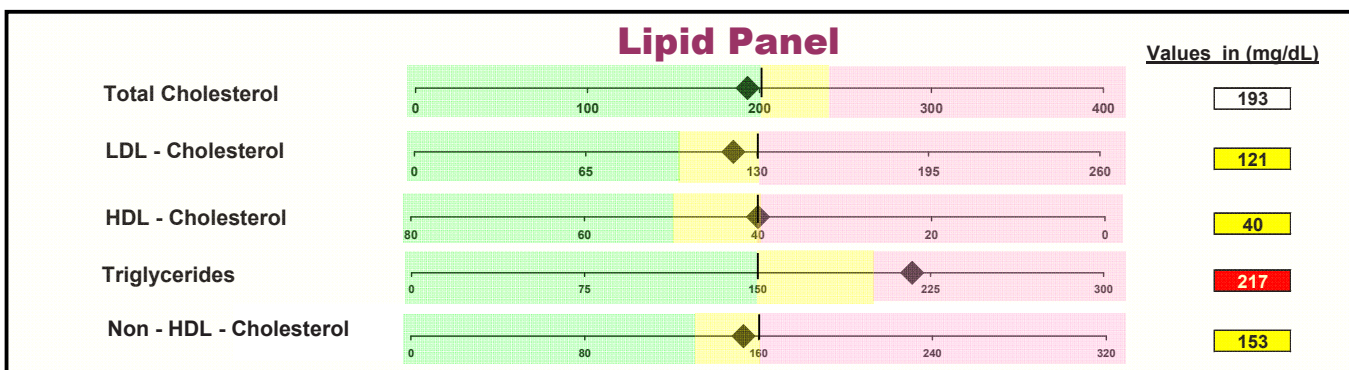 Lipid Panel
Values in (mg/dL)
Total Cholesterol
0 100 200 300 400
193
LDL - Cholesterol
0 65 130 195 260
121
HDL - Cholesterol
80 60 40 20 0
40
Triglycerides
0 75 150 225 300
217
Non - HDL - Cholesterol
0 80 160 240 320
153